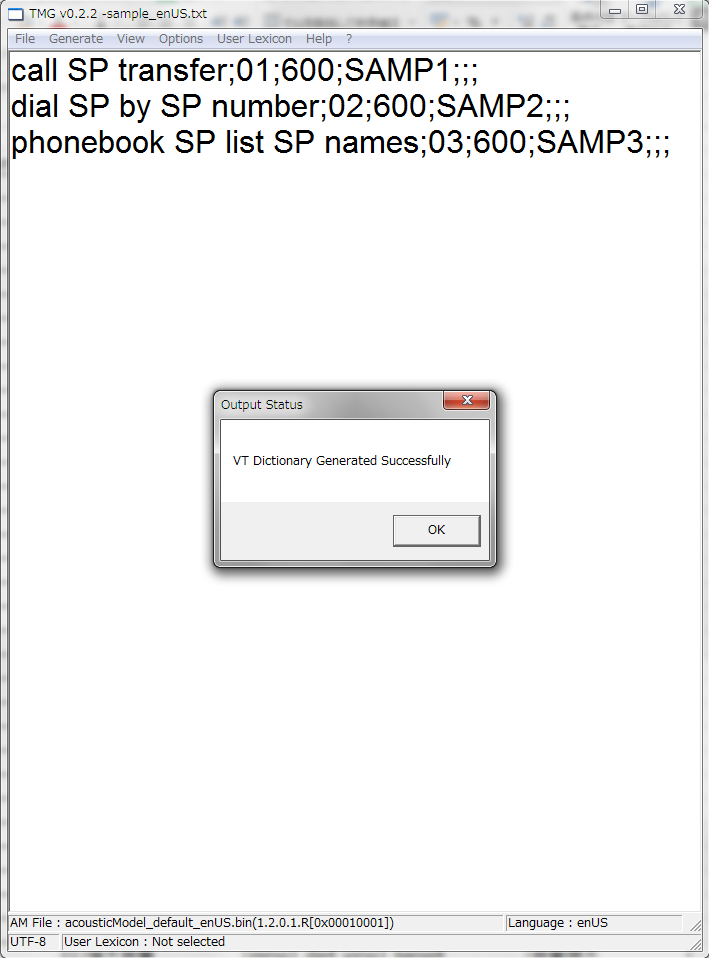 TMG v0.2.2 -sample_enUS.txt
File Generate View Options User Lexicon Help ?
call SP transfer;01;600;SAMP1;;;
dial SP by SP number;02;600;SAMP2;;;
phonebook SP list SP names;03;600;SAMP3;;;
Output Status
VT Dictionary Generated Successfully
OK
AM File : acousticModel_default_enUS.bin(1.2.0.1.R[0x00010001]) Language : enUS
UTF-8 User Lexicon : Not selected